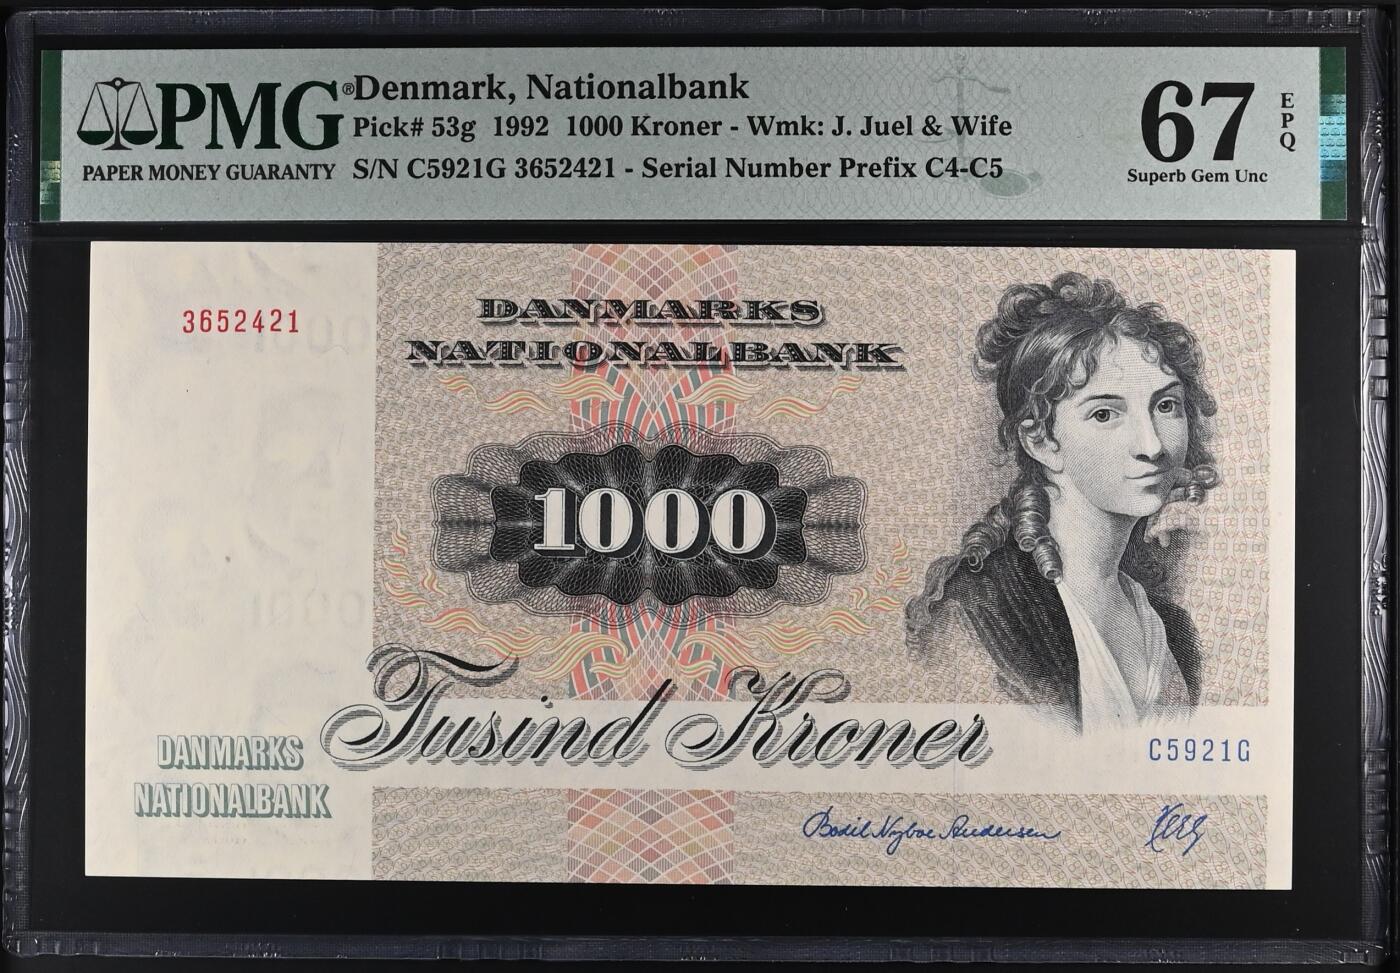 PMG® Denmark, Nationalbank
Pick# 53g 1992 1000 Kroner - Wmk: J. Juel & Wife
PAPER MONEY GUARANTY S/N C5921G 3652421 - Serial Number Prefix C4-C5
67 EPQ
Superb Gem Unc
3652421
DANMARKS
NATIONALBANK
1000
Tusind Kroner
DANMARKS
NATIONALBANK
C5921G
Bodil Nyboe Andersen